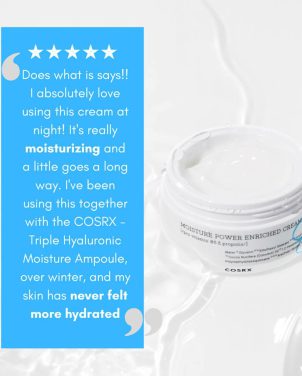 ★★★★★
Does what is says!!
I absolutely love
using this cream at
night! It's really
moisturizing and
a little goes a long
way. I've been
using this together
with the COSRX -
Triple Hyaluronic
Moisture Ampoule,
over winter, and my
skin has never felt
more hydrated
MOISTURE POWER ENRICHED CREAM
COSRX